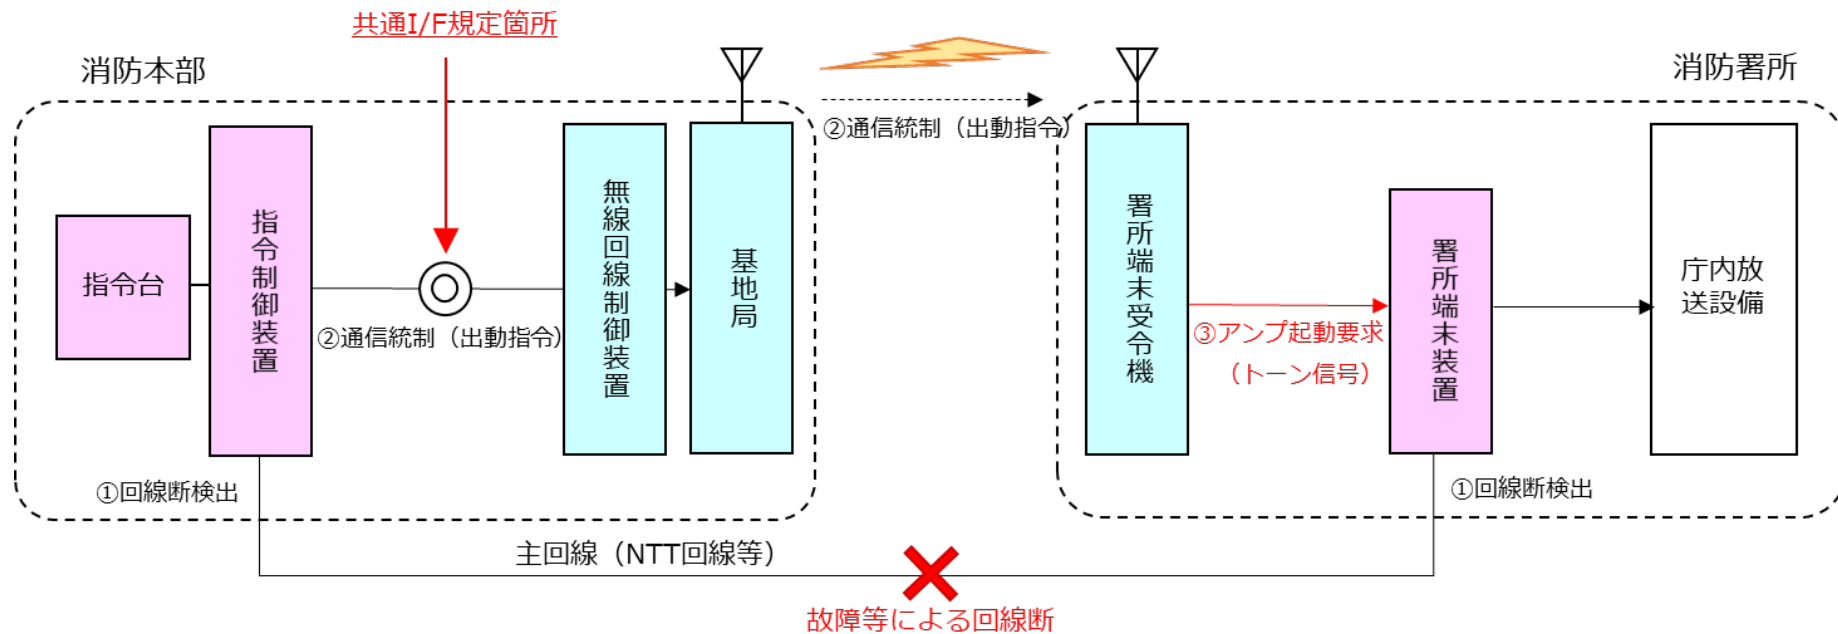 共通I/F規定箇所
消防本部
消防署所
②通信統制（出動指令）
指令台
指令制御装置
②通信統制（出動指令）
無線回線制御装置
基地局
署所端末受令機
③アンプ起動要求
（トーン信号）
署所端末装置
庁内放
送設備
①回線断検出
①回線断検出
主回線（NTT回線等）
故障等による回線断